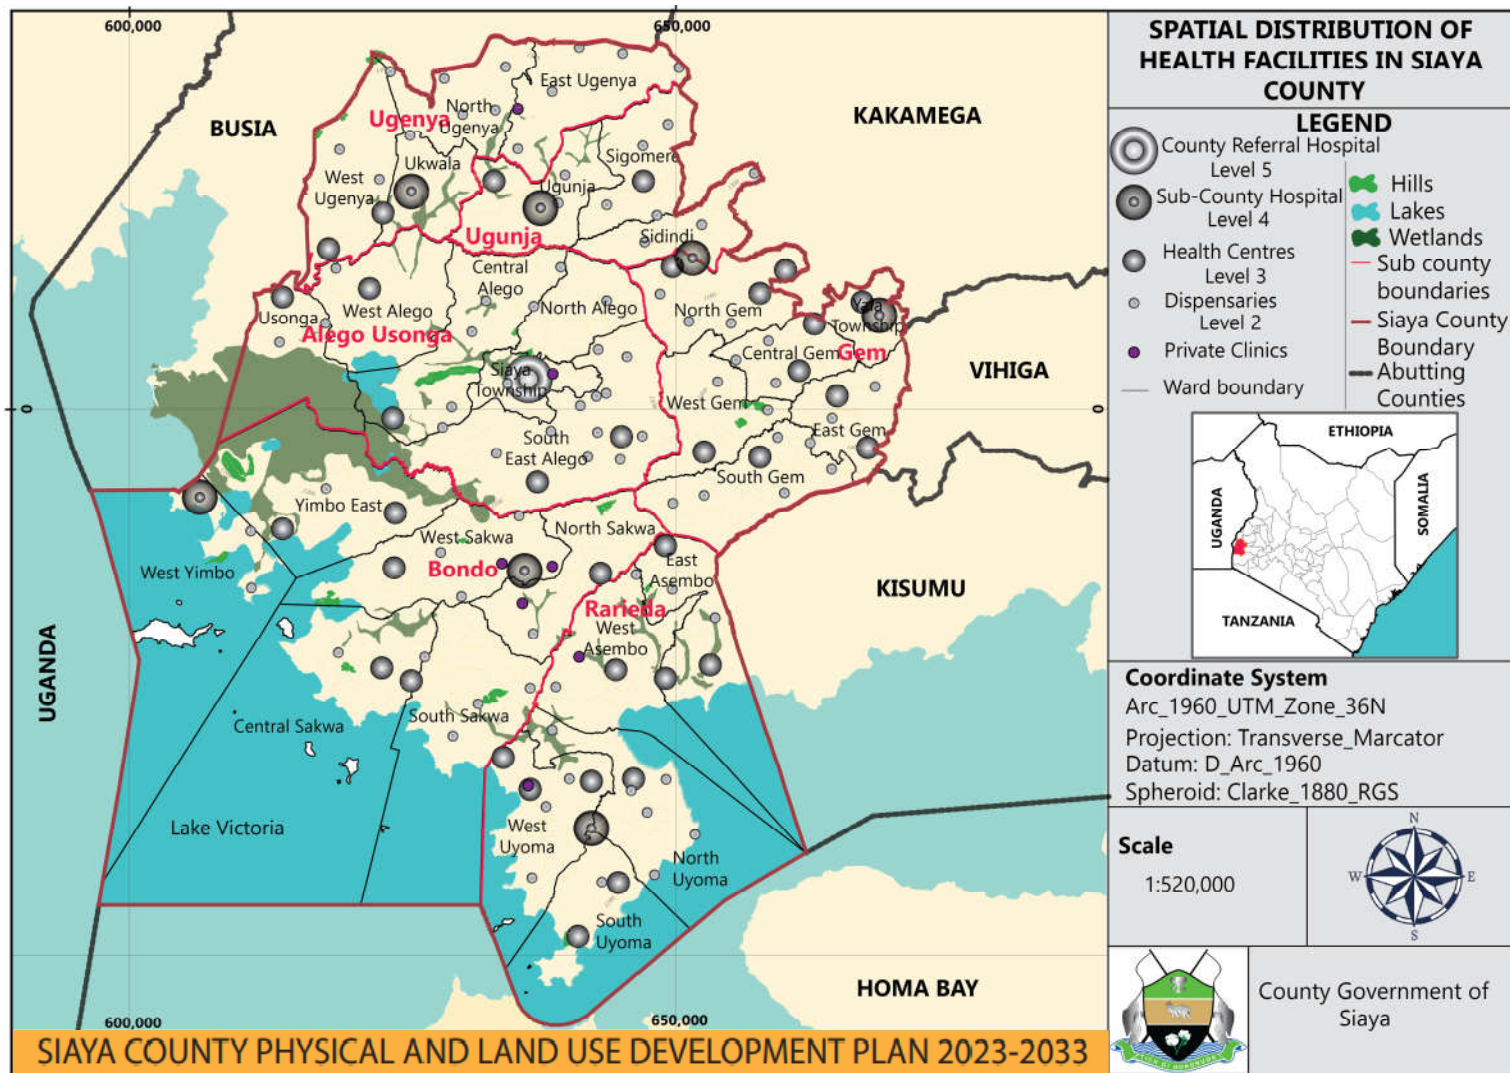 600,000
650,000
BUSIA
KAKAMEGA
East Ugenya
North
Ugenya
Ugenya
Ukwala
West
Ugenya
Sigomere
Ugunja
Ugunja
Sidindi
Central
Alego
North Alego
West Alego
Usonga
Alego Usonga
North Gem
Yala
Township
Central Gem
Gem
VIHIGA
Siaya
Township
West Gem
0
0
East Gem
South
East Alego
South Gem
Yimbo East
North Sakwa
West Sakwa
Bondo
East
Asembo
KISUMU
West Yimbo
Rarieda
West
Asembo
UGANDA
Central Sakwa
South Sakwa
Lake Victoria
West
Uyoma
North
Uyoma
South
Uyoma
HOMA BAY
600,000
650,000
SIAYA COUNTY PHYSICAL AND LAND USE DEVELOPMENT PLAN 2023-2033
SPATIAL DISTRIBUTION OF
HEALTH FACILITIES IN SIAYA
COUNTY
LEGEND
County Referral Hospital
Level 5
Sub-County Hospital
Level 4
Health Centres
Level 3
Dispensaries
Level 2
Private Clinics
Ward boundary
Hills
Lakes
Wetlands
Sub county
boundaries
Siaya County
Boundary
Abutting
Counties
ETHIOPIA
UGANDA
SOMALIA
TANZANIA
Coordinate System
Arc_1960_UTM_Zone_36N
Projection: Transverse_Marcator
Datum: D_Arc_1960
Spheroid: Clarke_1880_RGS
Scale
1:520,000
N
W
E
S
County Government of
Siaya